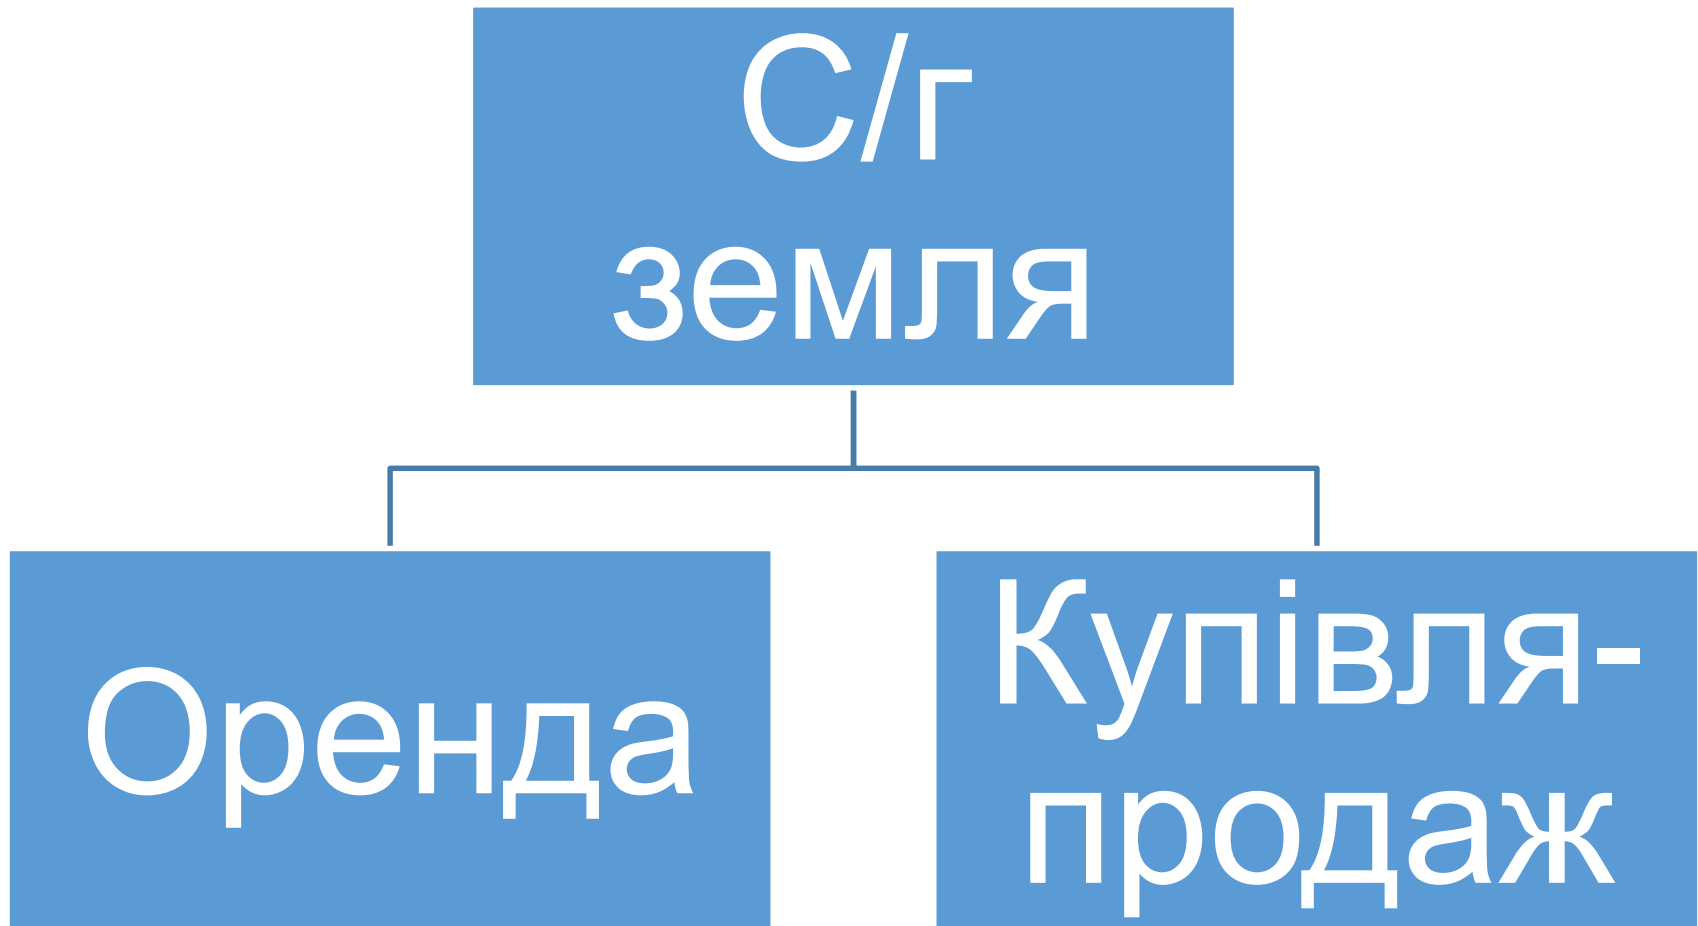 С/г
земля
Оренда
Купівля-
продаж